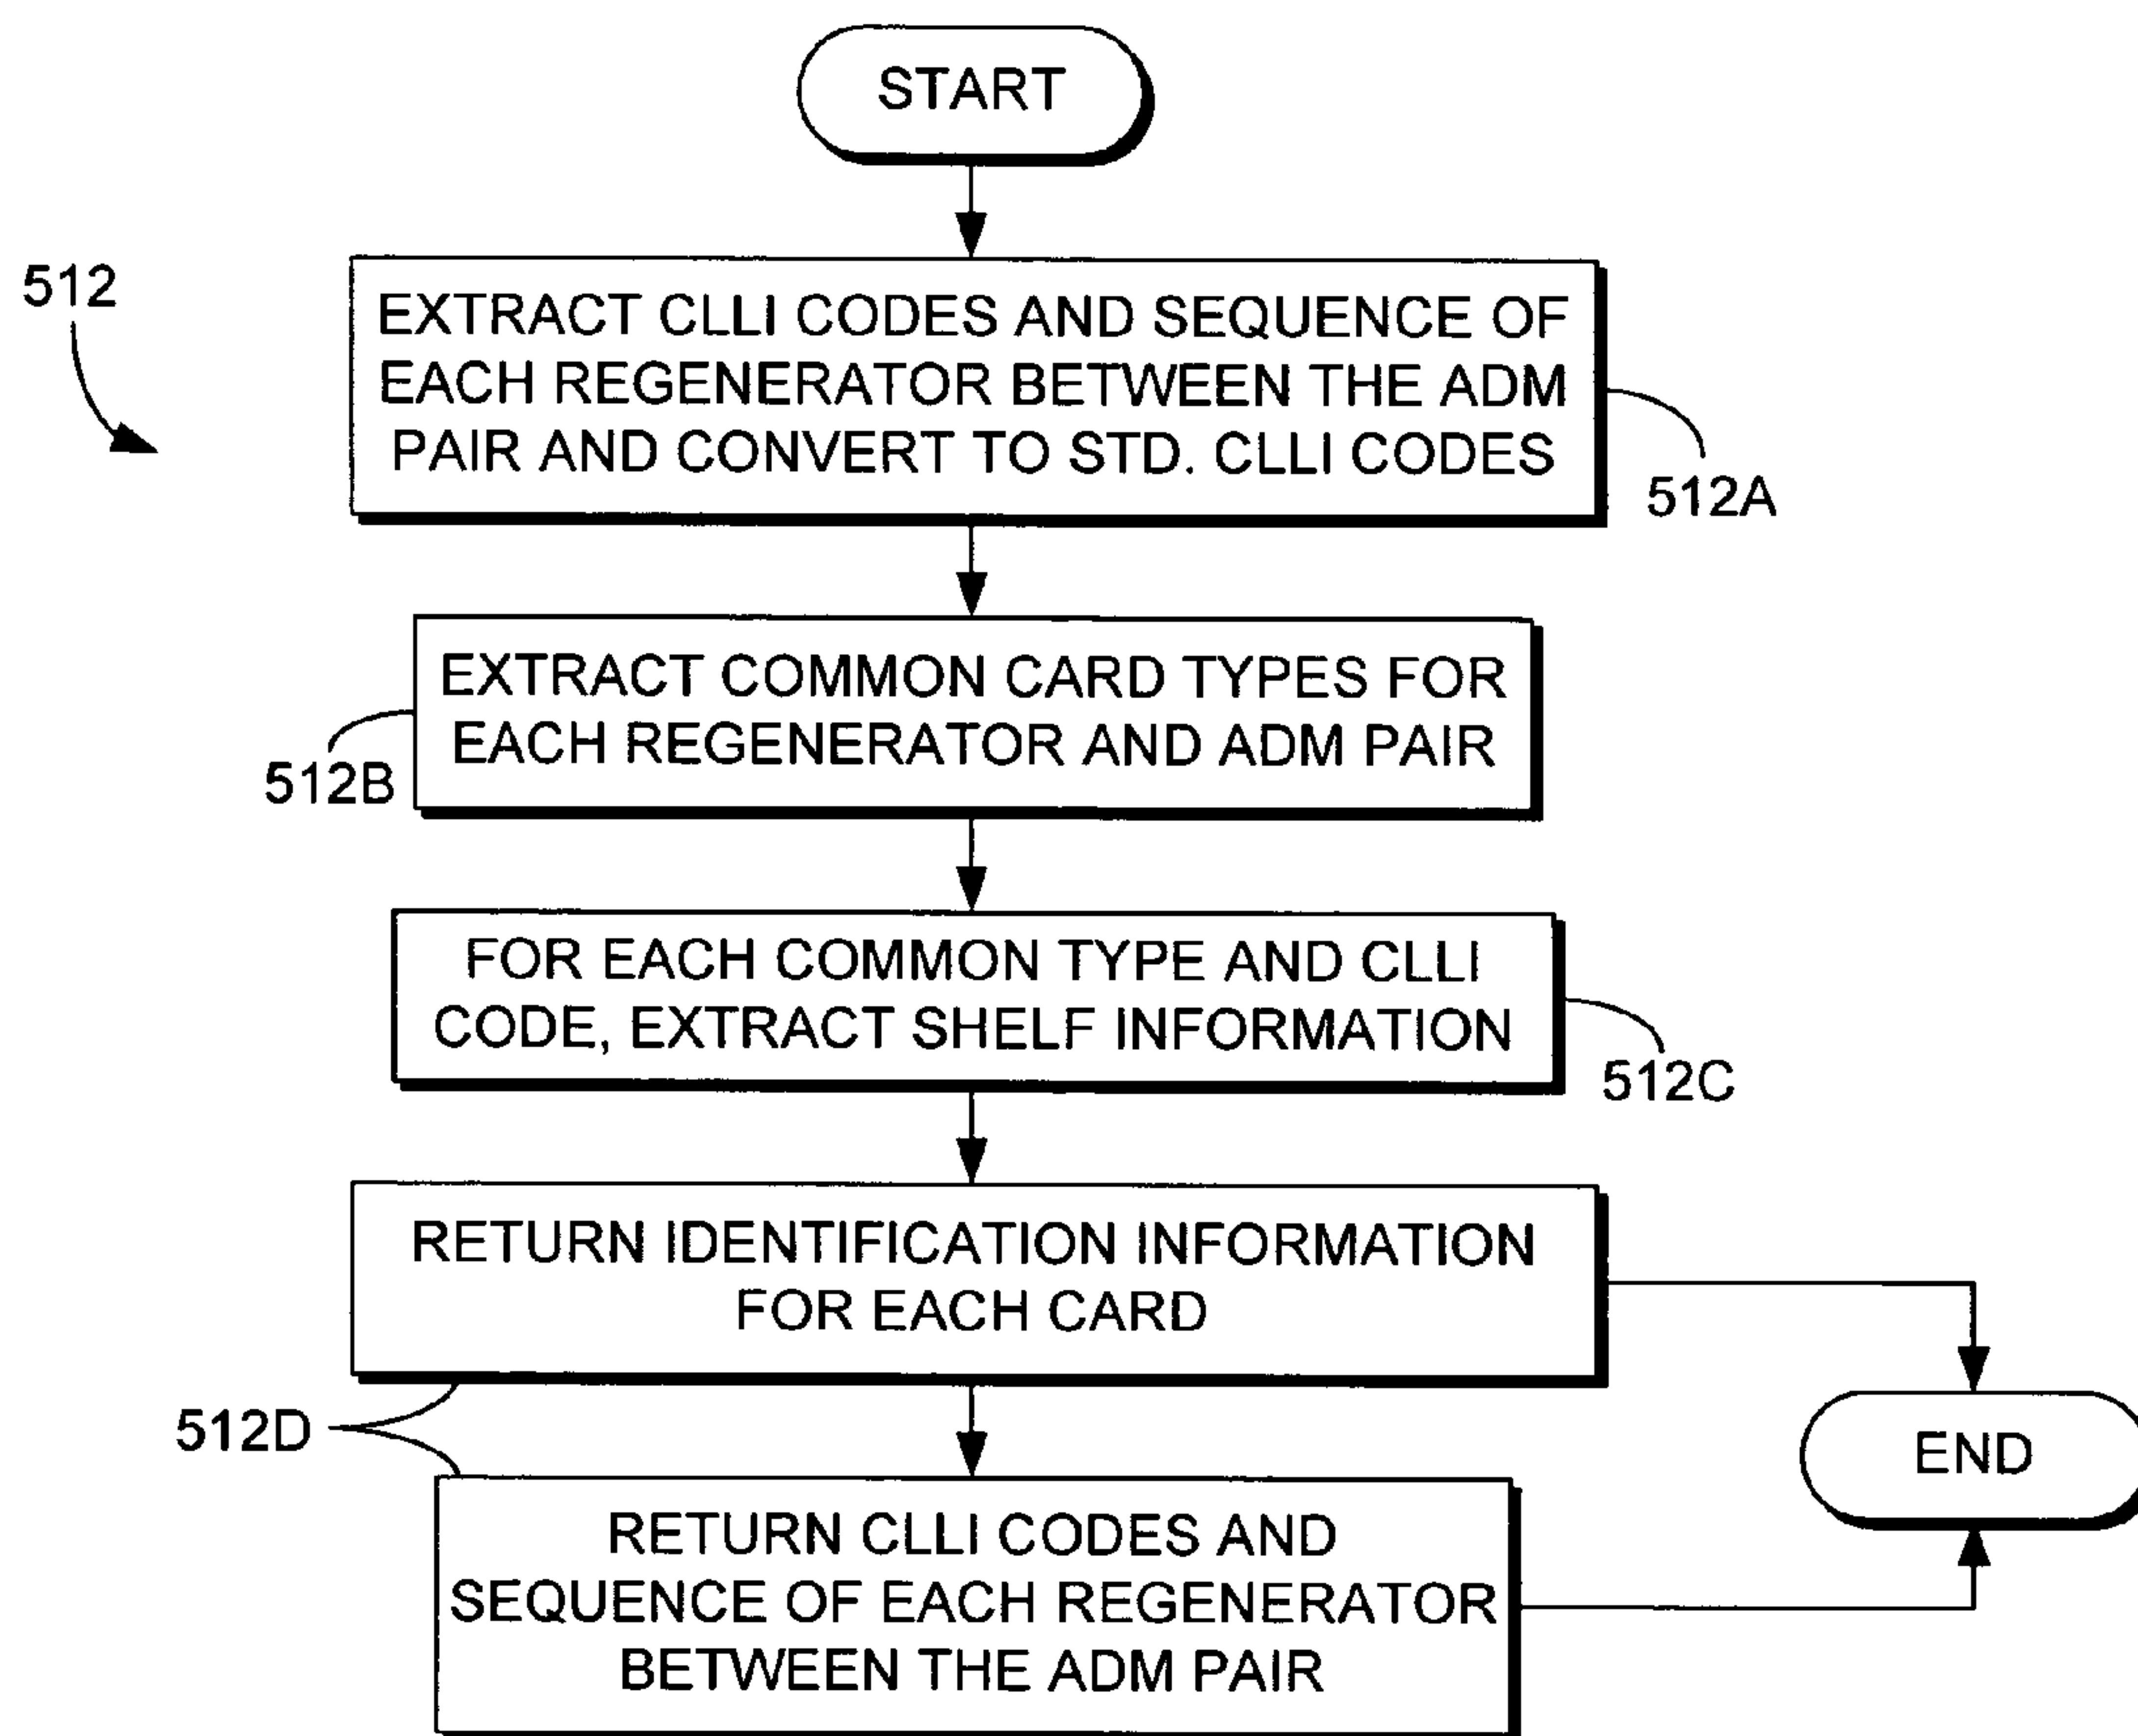 START
512
EXTRACT CLLI CODES AND SEQUENCE OF
EACH REGENERATOR BETWEEN THE ADM
PAIR AND CONVERT TO STD. CLLI CODES
512A
EXTRACT COMMON CARD TYPES FOR
EACH REGENERATOR AND ADM PAIR
512B
FOR EACH COMMON TYPE AND CLLI
CODE, EXTRACT SHELF INFORMATION
512C
RETURN IDENTIFICATION INFORMATION
FOR EACH CARD
512D
END
RETURN CLLI CODES AND
SEQUENCE OF EACH REGENERATOR
BETWEEN THE ADM PAIR